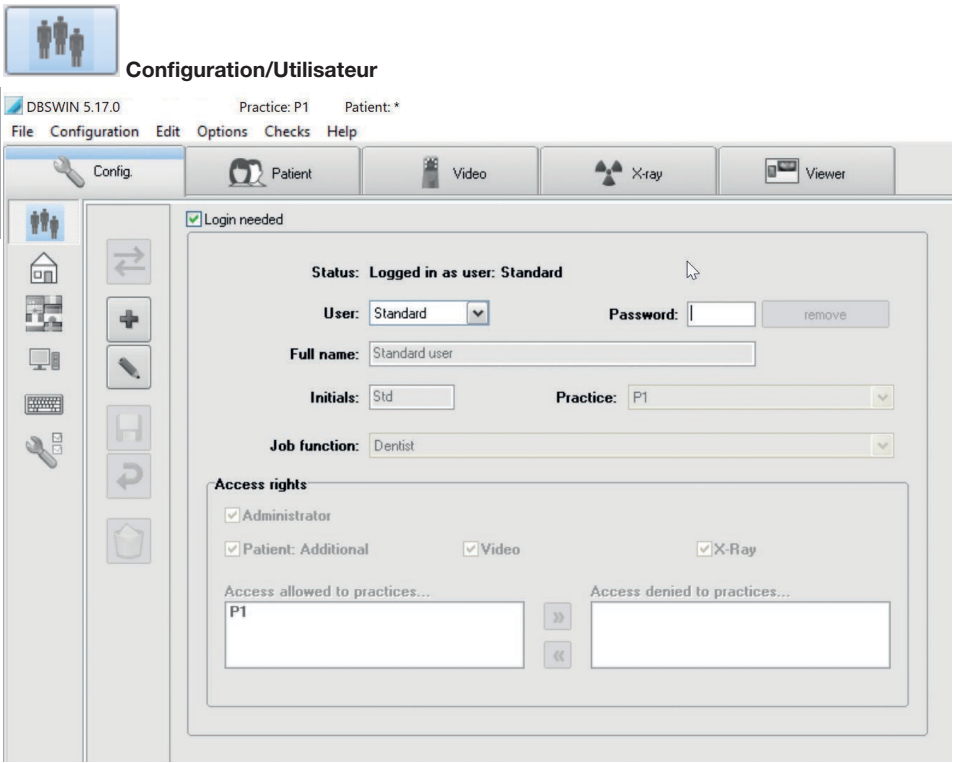 Configuration/Utilisateur
DBSWIN 5.17.0 Practice: P1 Patient: *
File Configuration Edit Options Checks Help
Config. Patient Video X-ray Viewer
Login needed
Status: Logged in as user: Standard
User: Standard Password: remove
Full name: Standard user
Initials: Std Practice: P1
Job function: Dentist
Access rights
Administrator
Patient: Additional Video X-Ray
Access allowed to practices... Access denied to practices...
P1